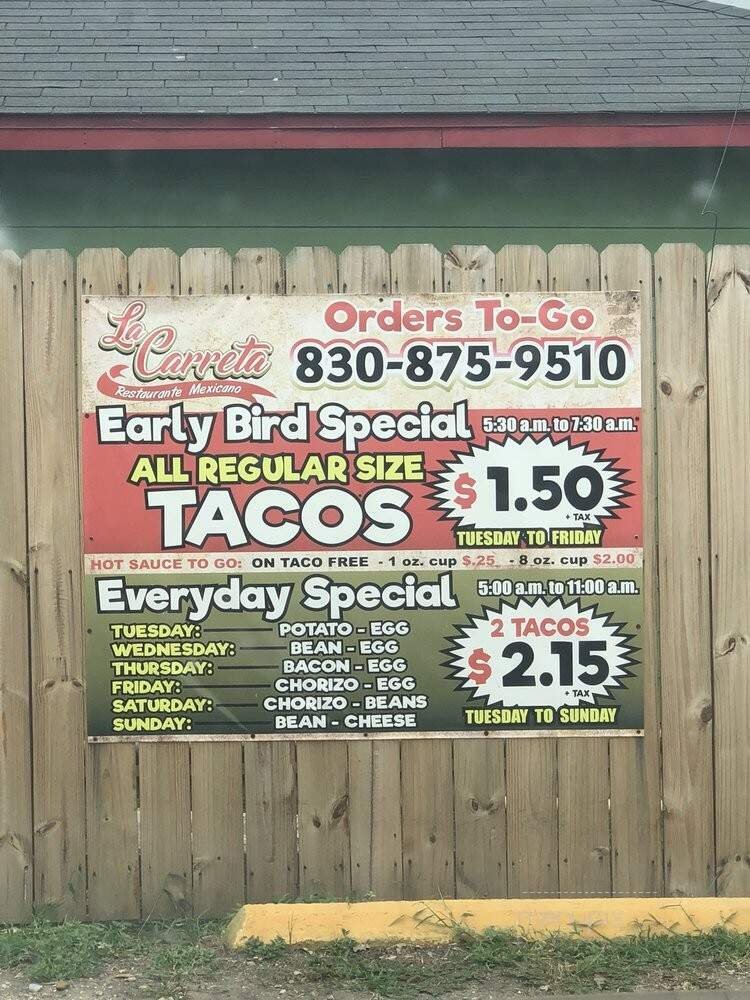 La Carreta
Restaurante Mexicano
Orders To-Go
830-875-9510
Early Bird Special 5:30 a.m. to 7:30 a.m.
ALL REGULAR SIZE
TACOS
$1.50
+ TAX
TUESDAY TO FRIDAY
HOT SAUCE TO GO: ON TACO FREE - 1 oz. cup $.25 - 8 oz. cup $2.00
Everyday Special 5:00 a.m. to 11:00 a.m.
TUESDAY: POTATO - EGG
WEDNESDAY: BEAN - EGG
THURSDAY: BACON - EGG
FRIDAY: CHORIZO - EGG
SATURDAY: CHORIZO - BEANS
SUNDAY: BEAN - CHEESE
2 TACOS
$2.15
+ TAX
TUESDAY TO SUNDAY